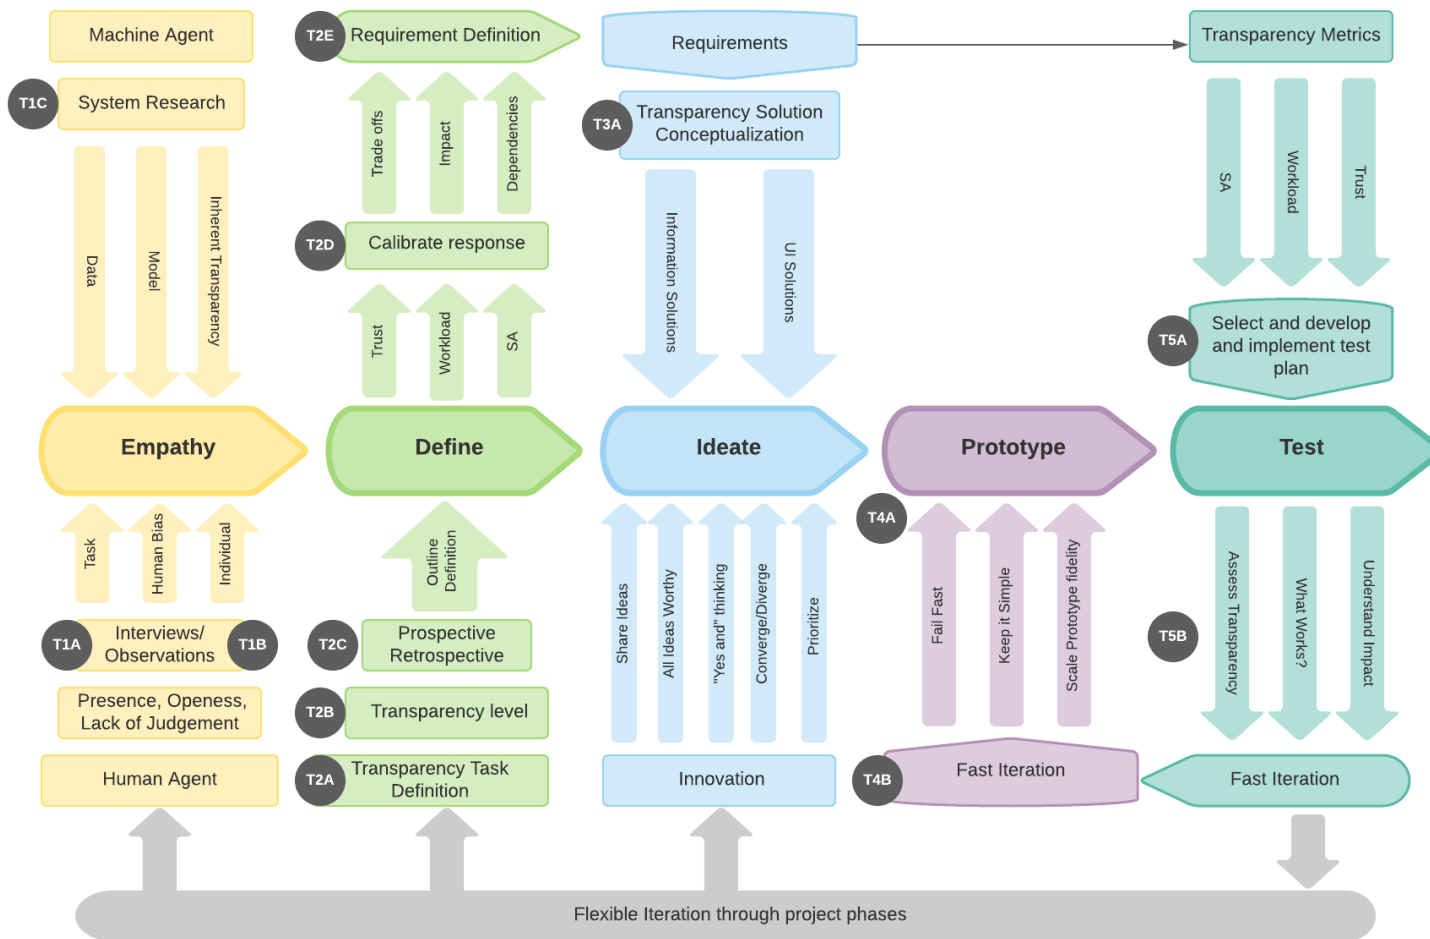 Machine Agent
T1C
System Research
Data
Model
Inherent Transparency
Empathy
Task
Human Bias
Individual
T1A
Interviews/
Observations
T1B
Presence, Openess,
Lack of Judgement
Human Agent
T2E
Requirement Definition
Trade offs
Impact
Dependencies
T2D
Calibrate response
Trust
Workload
SA
Define
Outline
Definition
T2C
Prospective
Retrospective
T2B
Transparency level
T2A
Transparency Task
Definition
Requirements
T3A
Transparency Solution
Conceptualization
Information Solutions
UI Solutions
Ideate
Share Ideas
All Ideas Worthy
"Yes and" thinking
Converge/Diverge
Prioritize
Innovation
Prototype
T4A
Fail Fast
Keep it Simple
Scale Prototype fidelity
T4B
Fast Iteration
Transparency Metrics
SA
Workload
Trust
T5A
Select and develop
and implement test
plan
Test
Assess Transparency
What Works?
Understand Impact
T5B
Fast Iteration
Flexible Iteration through project phases